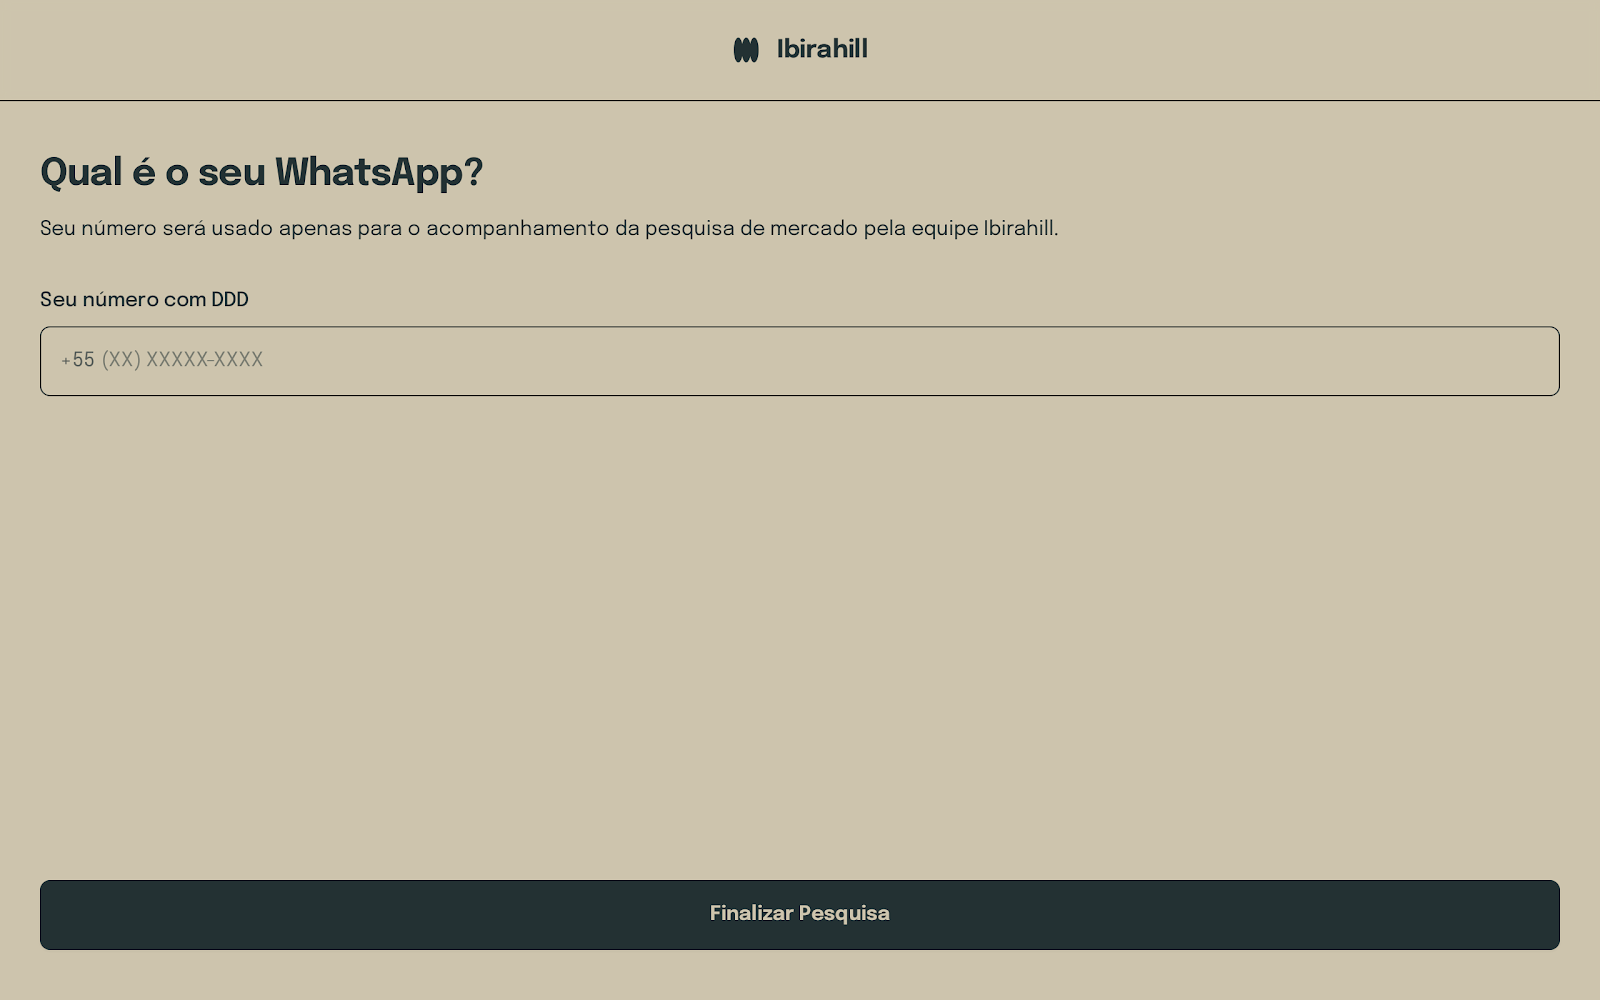 Ibirahill
Qual é o seu WhatsApp?
Seu número será usado apenas para o acompanhamento da pesquisa de mercado pela equipe Ibirahill.
Seu número com DDD
+55 (XX) XXXXX-XXXX
Finalizar Pesquisa